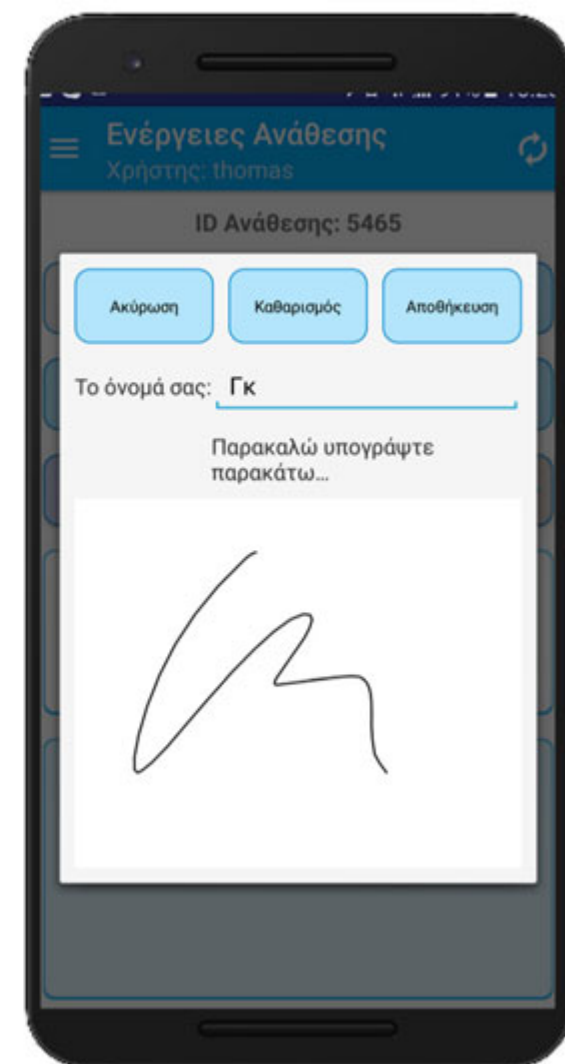 Ενέργειες Ανάθεσης
Χρήστης: thomas
ID Ανάθεσης: 5465
Ακύρωση
Καθαρισμός
Αποθήκευση
Το όνομά σας: Γκ
Παρακαλώ υπογράψτε
παρακάτω...